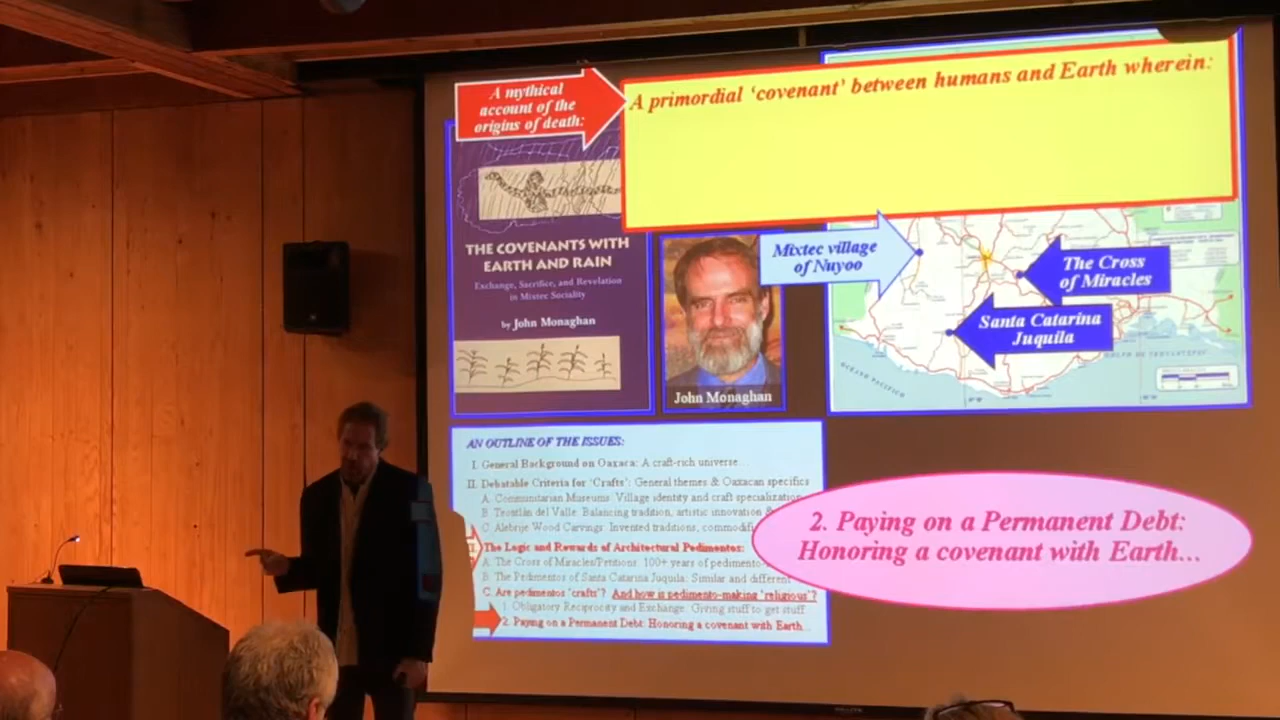 A mythical
account of the
origins of death:
A primordial ‘covenant’ between humans and Earth wherein:
THE COVENANTS WITH
EARTH AND RAIN
Exchange, Sacrifice, and Revelation
in Mixtec Sociality
by John Monaghan
John Monaghan
Mixtec village
of Nuyoo
The Cross
of Miracles
Santa Catarina
Juquila
OCEANO PACIFICO
GOLFO DE TEHUANTEPEC
AN OUTLINE OF THE ISSUES:
I. General Background on Oaxaca: A craft-rich universe…
II. Debatable Criteria for ‘Crafts’: General themes & Oaxacan specifics
A. Communitarian Museums: Village identity and craft specialization
B. Teotitlán del Valle: Balancing tradition, artistic innovation &
C. Alebrije Wood Carvings: Invented traditions, commodifi
The Logic and Rewards of Architectural Pedimentos:
A. The Cross of Miracles/Petitions: 100+ years of pedimento-
B. The Pedimentos of Santa Catarina Juquila: Similar and different
C. Are pedimentos ‘crafts’? And how is pedimento-making ‘religious’?
1. Obligatory Reciprocity and Exchange: Giving stuff to get stuff
2. Paying on a Permanent Debt: Honoring a covenant with Earth…
2. Paying on a Permanent Debt:
Honoring a covenant with Earth…